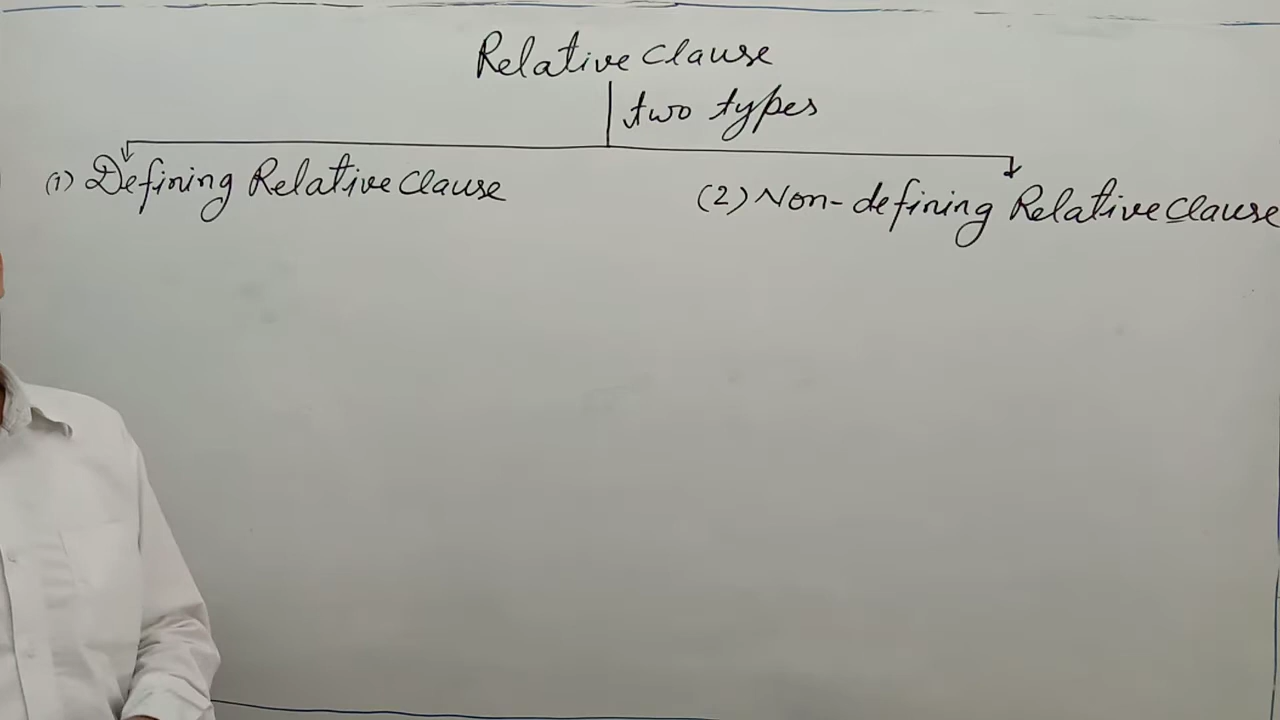 Relative Clause
two types
(1) Defining Relative Clause
(2) Non-defining Relative Clause